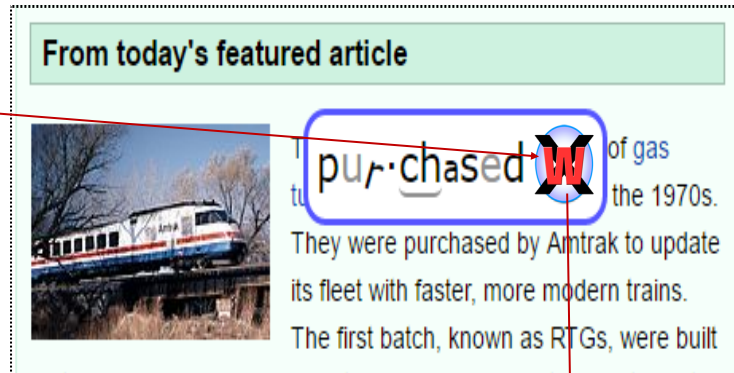 From today's featured article
pur·chased W
of gas
the 1970s.
They were purchased by Amtrak to update
its fleet with faster, more modern trains.
The first batch, known as RTGs, were built
Amtrak